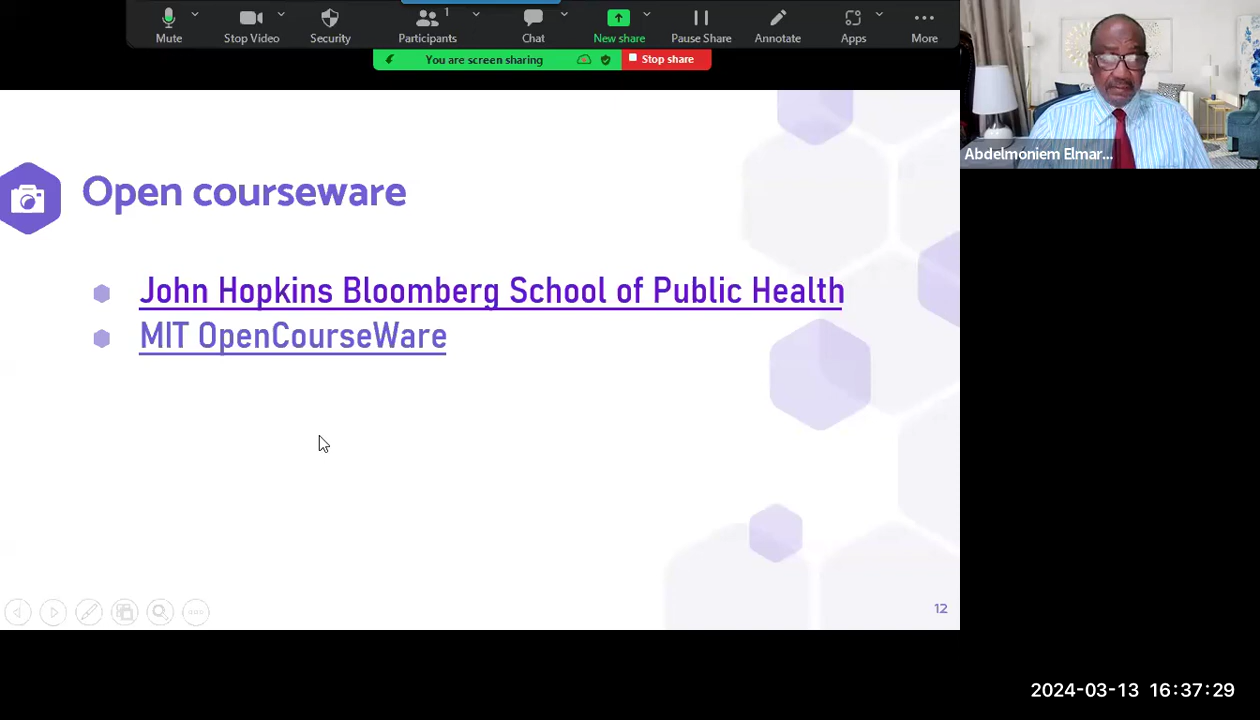 Mute
Stop Video
Security
Participants
1
Chat
New share
Pause Share
Annotate
Apps
More
You are screen sharing
Stop share
Abdelmoniem Elmar...
Open courseware
John Hopkins Bloomberg School of Public Health
MIT OpenCourseWare
12
2024-03-13 16:37:29